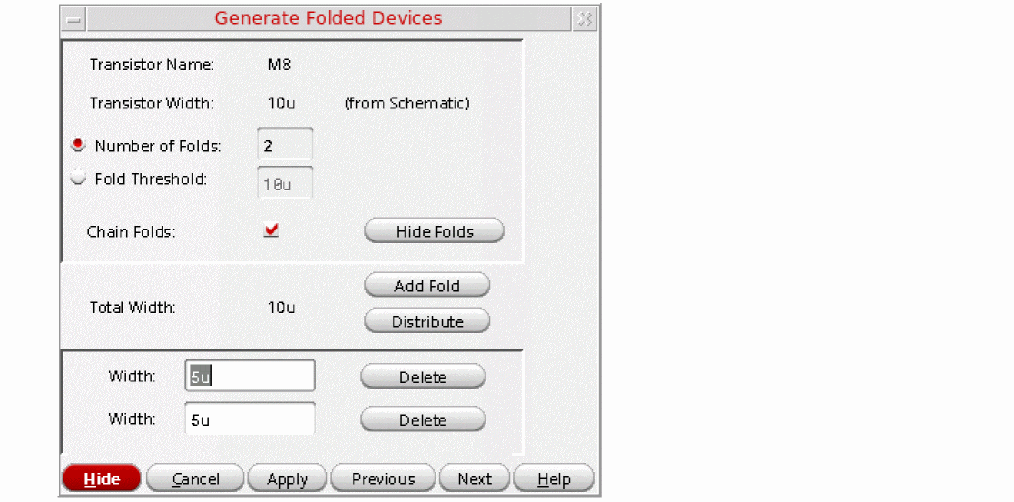 Generate Folded Devices
Transistor Name: M8
Transistor Width: 10u (from Schematic)
Number of Folds: 2
Fold Threshold: 10u
Chain Folds: Hide Folds
Add Fold
Total Width: 10u
Distribute
Width: 5u Delete
Width: 5u Delete
Hide Cancel Apply Previous Next Help